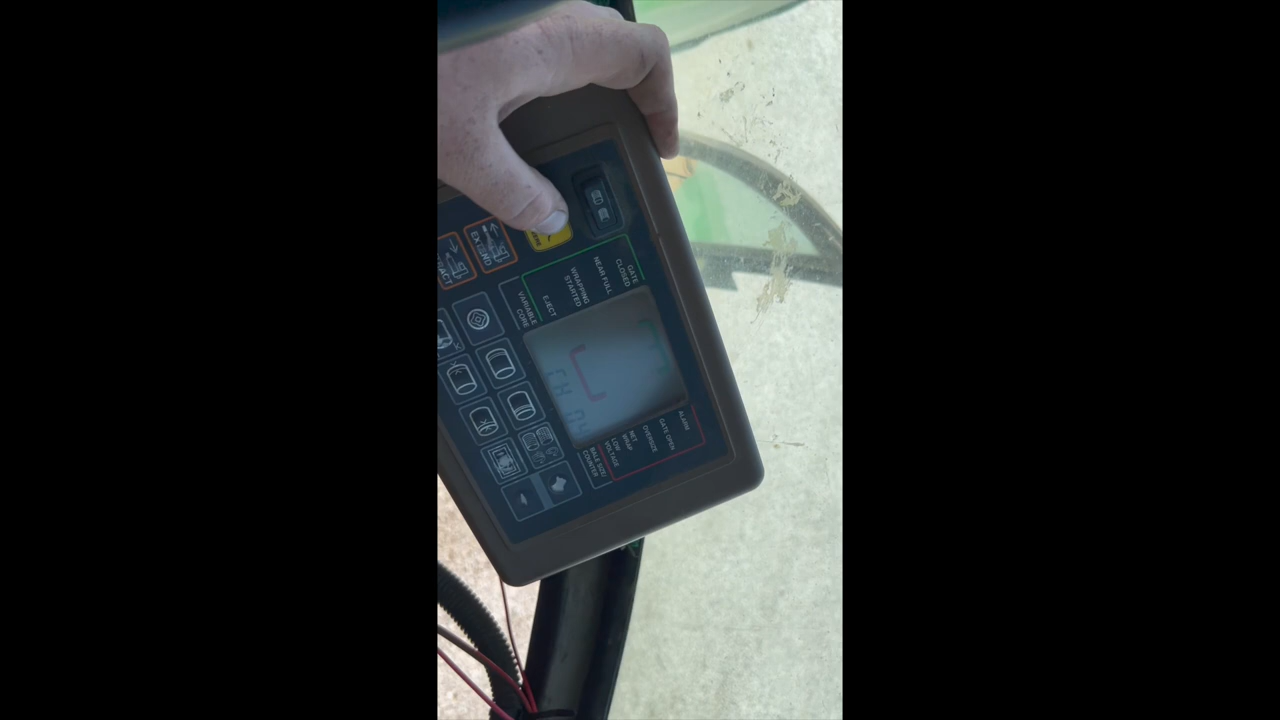 EXTEND
GATE CLOSED
NEAR FULL
WRAPPING STARTED
EJECT
VARIABLE CORE
ALARM
GATE OPEN
OVERSIZE
NET WRAP
LOW VOLTAGE
BALE SIZE/
COUNTER